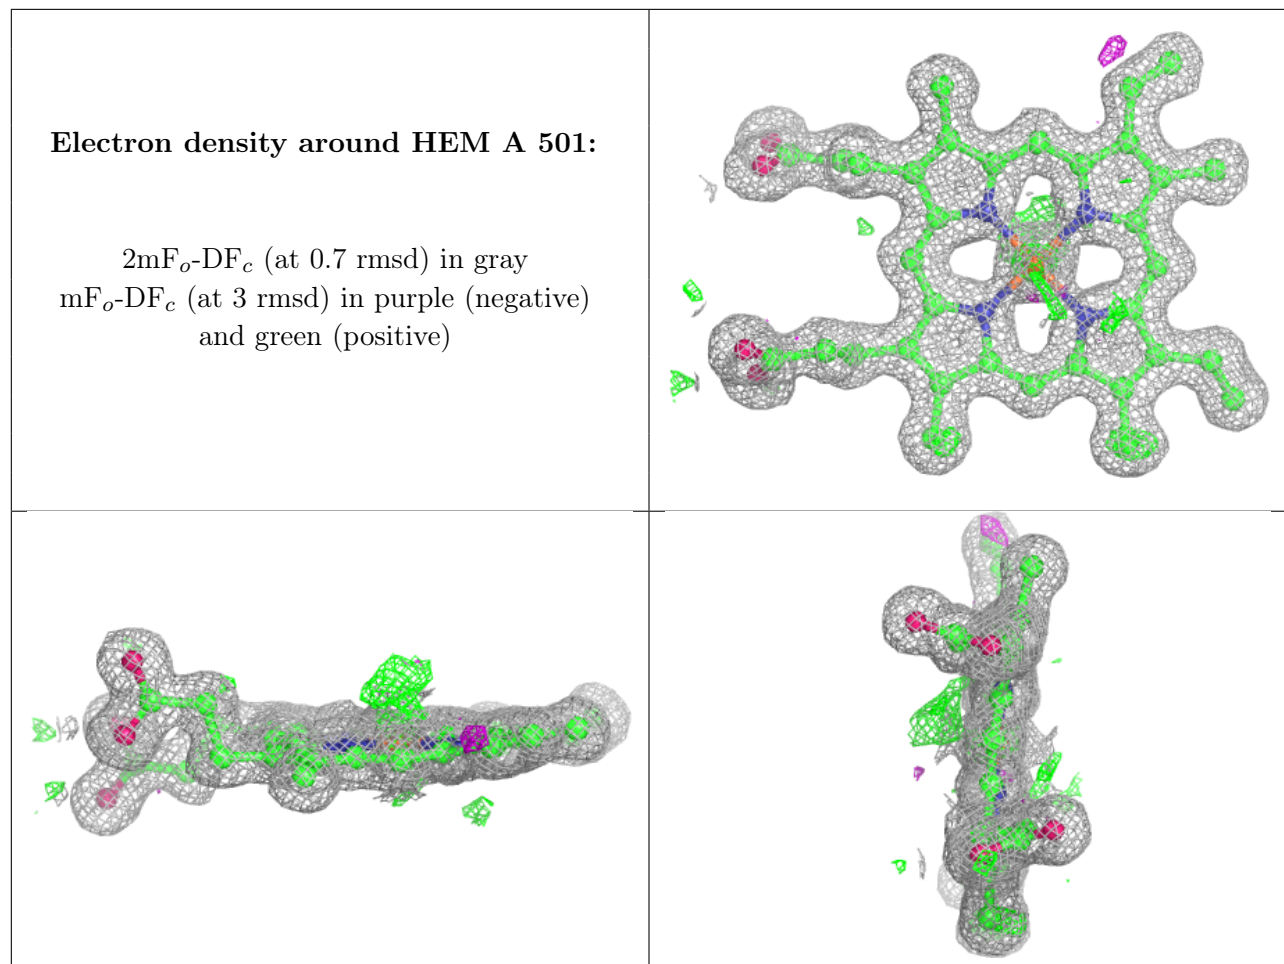 Electron density around HEM A 501:
2mFo-DFc (at 0.7 rmsd) in gray
mFo-DFc (at 3 rmsd) in purple (negative)
and green (positive)